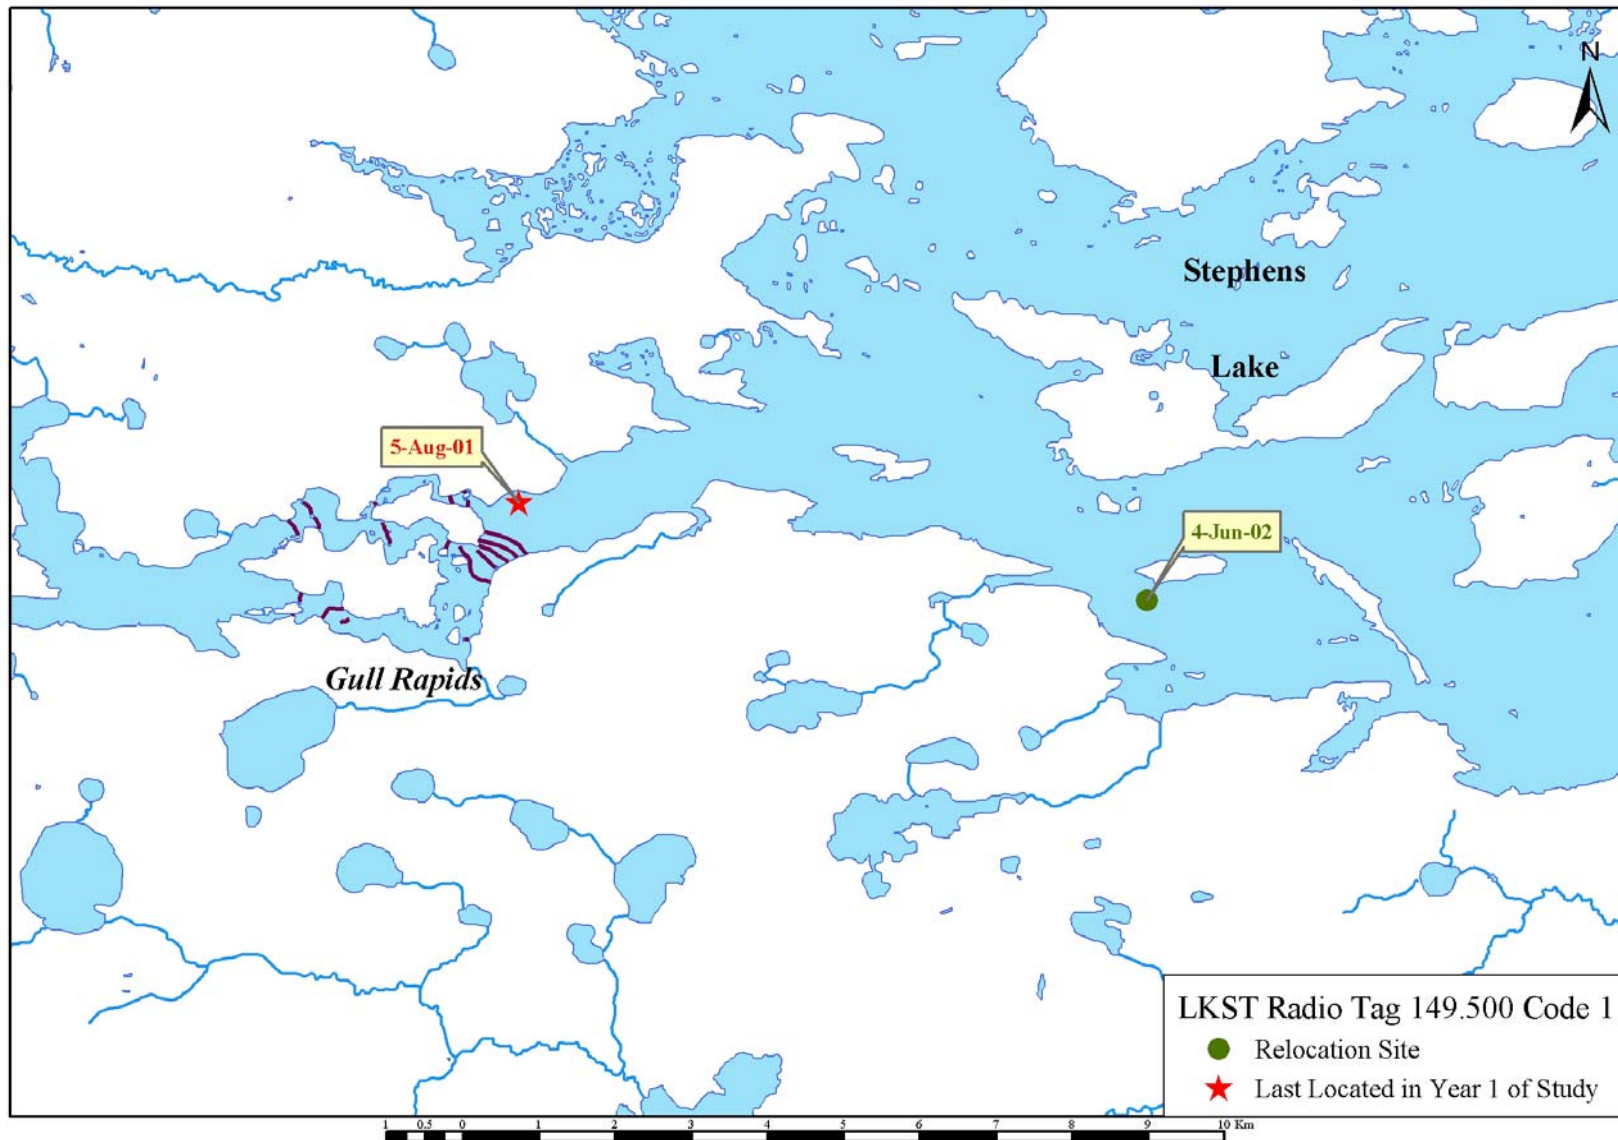 N
Stephens
Lake
5-Aug-01
4-Jun-02
Gull Rapids
LKST Radio Tag 149.500 Code 1
Relocation Site
Last Located in Year 1 of Study
1 0.5 0 1 2 3 4 5 6 7 8 9 10 Km